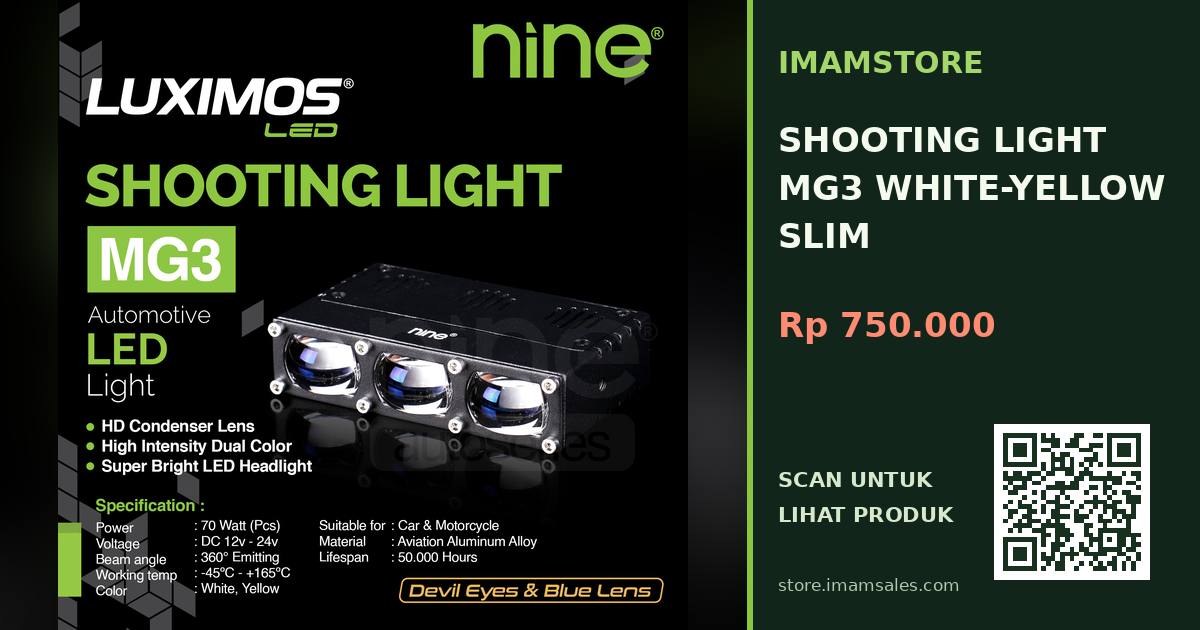 nine®
LUXIMOS®
LED
SHOOTING LIGHT
MG3
Automotive
LED
Light
nine®
nine®
autosales
• HD Condenser Lens
• High Intensity Dual Color
• Super Bright LED Headlight
Specification :
Power : 70 Watt (Pcs)
Voltage : DC 12v - 24v
Beam angle : 360° Emitting
Working temp : -45°C - +165°C
Color : White, Yellow
Suitable for : Car & Motorcycle
Material : Aviation Aluminum Alloy
Lifespan : 50.000 Hours
Devil Eyes & Blue Lens
IMAMSTORE
SHOOTING LIGHT
MG3 WHITE-YELLOW
SLIM
Rp 750.000
SCAN UNTUK
LIHAT PRODUK
store.imamsales.com